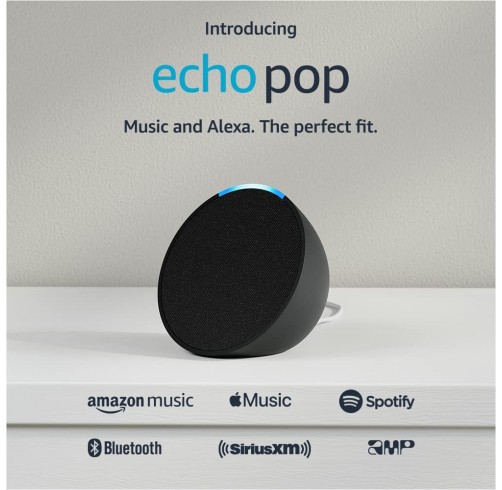 Introducing
echo pop
Music and Alexa. The perfect fit.
amazon music
Music
Spotify
Bluetooth
((SiriusXM))
AMP